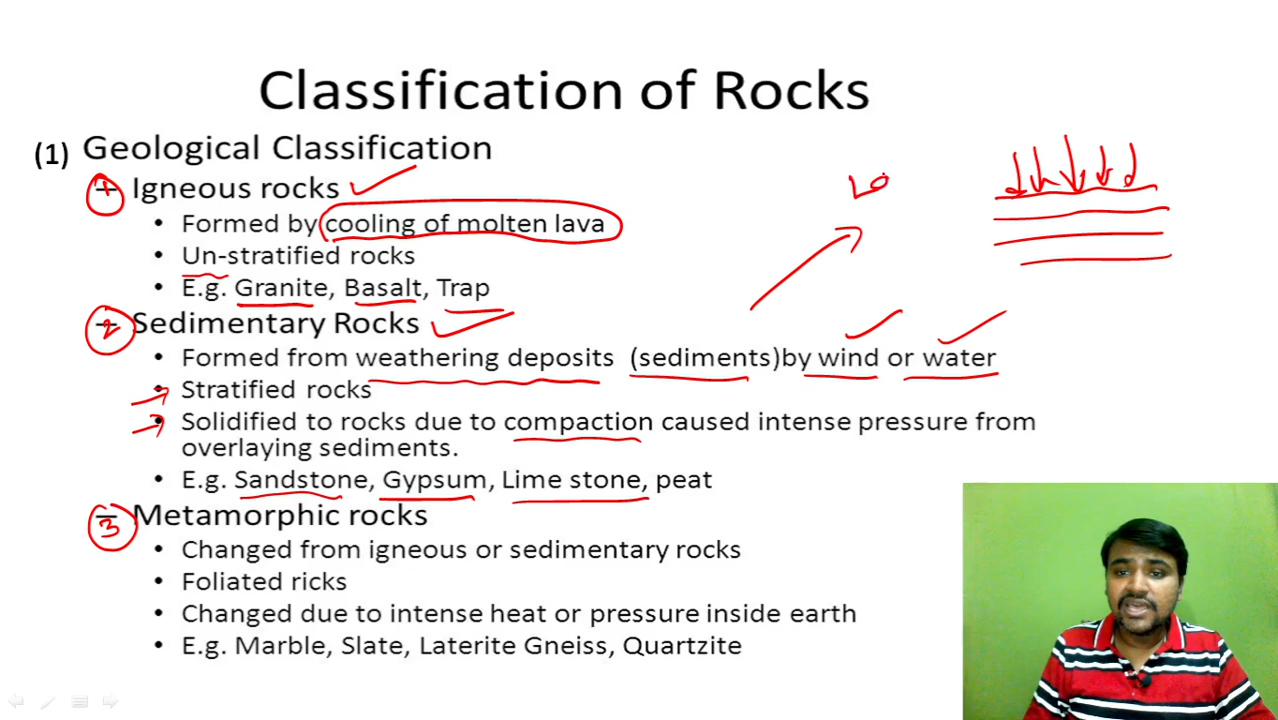 Classification of Rocks
(1) Geological Classification
1 Igneous rocks
• Formed by cooling of molten lava
Un-stratified rocks
• E.g. Granite, Basalt, Trap
2 Sedimentary Rocks
• Formed from weathering deposits (sediments)by wind or water
• Stratified rocks
• Solidified to rocks due to compaction caused intense pressure from
overlaying sediments.
• E.g. Sandstone, Gypsum, Lime stone, peat
3 Metamorphic rocks
• Changed from igneous or sedimentary rocks
• Foliated ricks
• Changed due to intense heat or pressure inside earth
• E.g. Marble, Slate, Laterite Gneiss, Quartzite